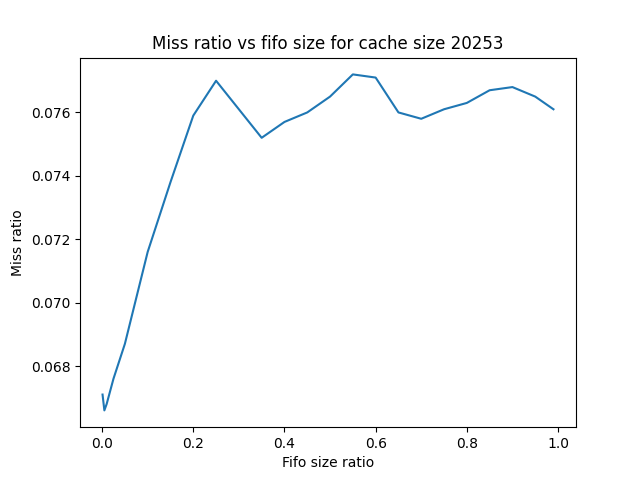 Miss ratio vs fifo size for cache size 20253
0.076
0.074
0.072
0.070
0.068
Miss ratio
0.0 0.2 0.4 0.6 0.8 1.0
Fifo size ratio